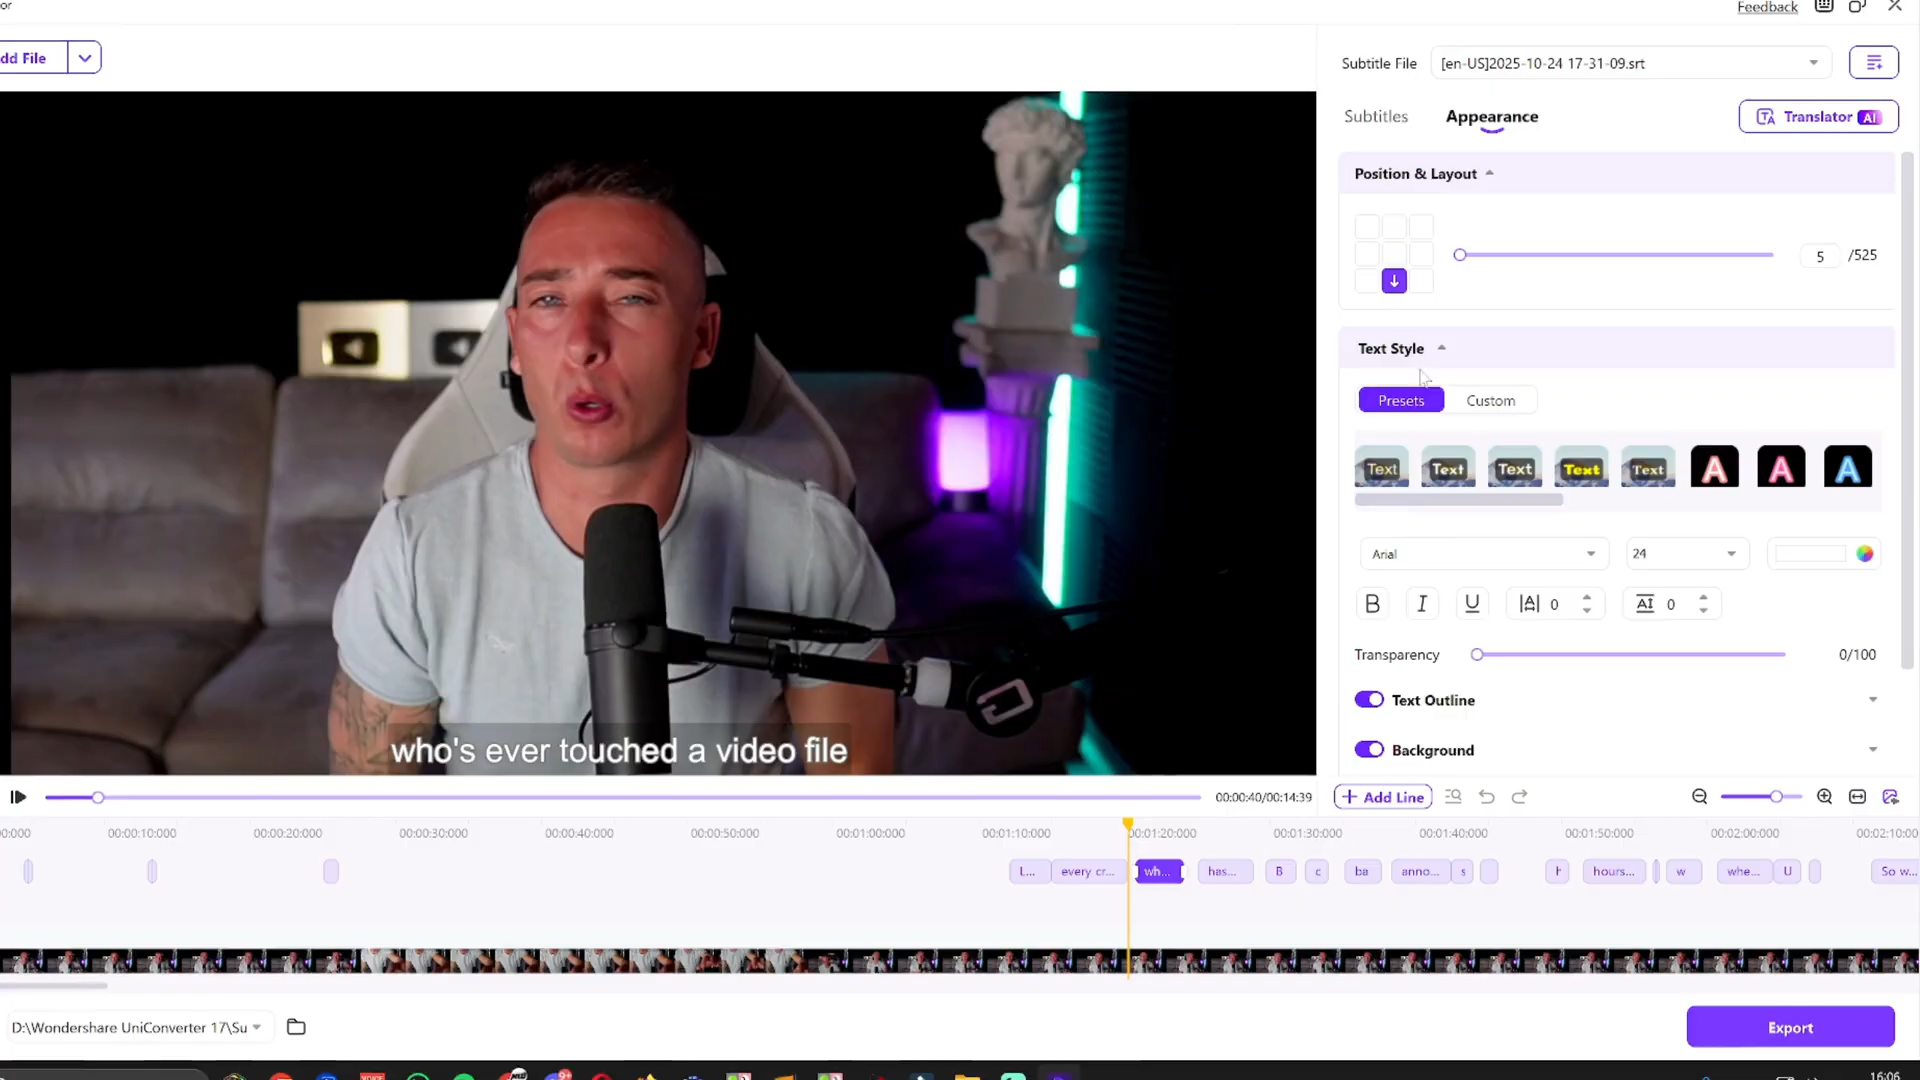 or
Feedback
dd File
Subtitle File
[en-US]2025-10-24 17-31-09.srt
Subtitles
Appearance
Translator AI
Position & Layout
5 /525
Text Style
Presets
Custom
Text
Text
Text
Text
Text
A
A
A
Arial
24
B
I
U
|A| 0
AI 0
Transparency
0/100
Text Outline
Background
who's ever touched a video file
00:00:40/00:14:39
Add Line
00:000
00:00:10:000
00:00:20:000
00:00:30:000
00:00:40:000
00:00:50:000
00:01:00:000
00:01:10:000
00:01:20:000
00:01:30:000
00:01:40:000
00:01:50:000
00:02:00:000
00:02:10:00
L...
every cr...
wh...
has...
B
c
ba
anno...
s
h
hours...
w
whe...
U
So w...
D:\Wondershare UniConverter 17\Su
Export
16:06